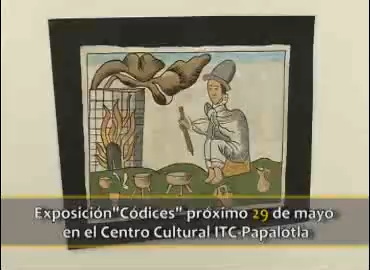 Exposición"Códices" próximo 29 de mayo
en el Centro Cultural ITC-Papalotla